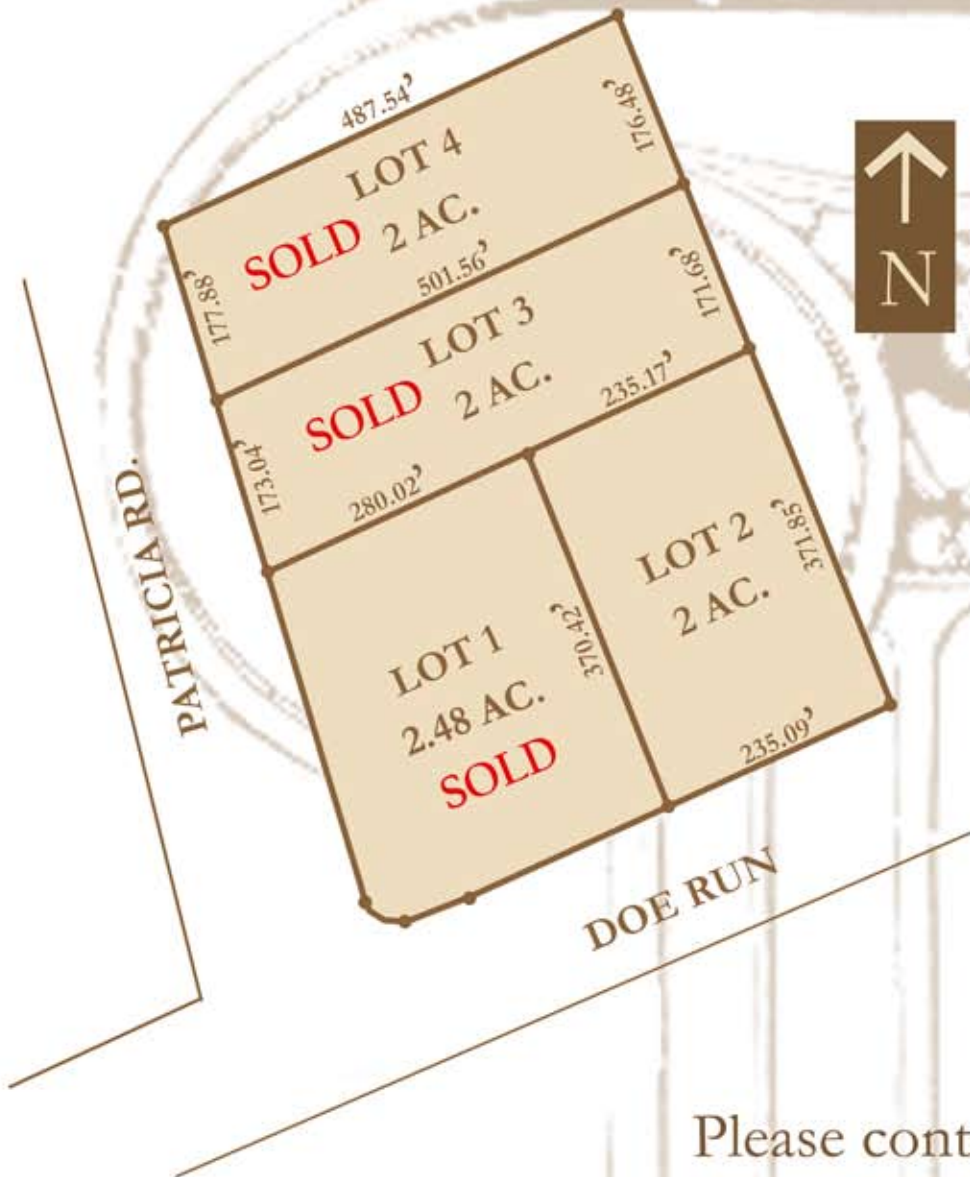 487.54’
176.48’
LOT 4
SOLD 2 AC.
177.88’
501.56’
171.68’
N
LOT 3
SOLD 2 AC.
235.17’
173.04’
280.02’
PATRICIA RD.
LOT 2
2 AC.
371.85’
370.42’
LOT 1
2.48 AC.
SOLD
235.09’
DOE RUN
Please cont